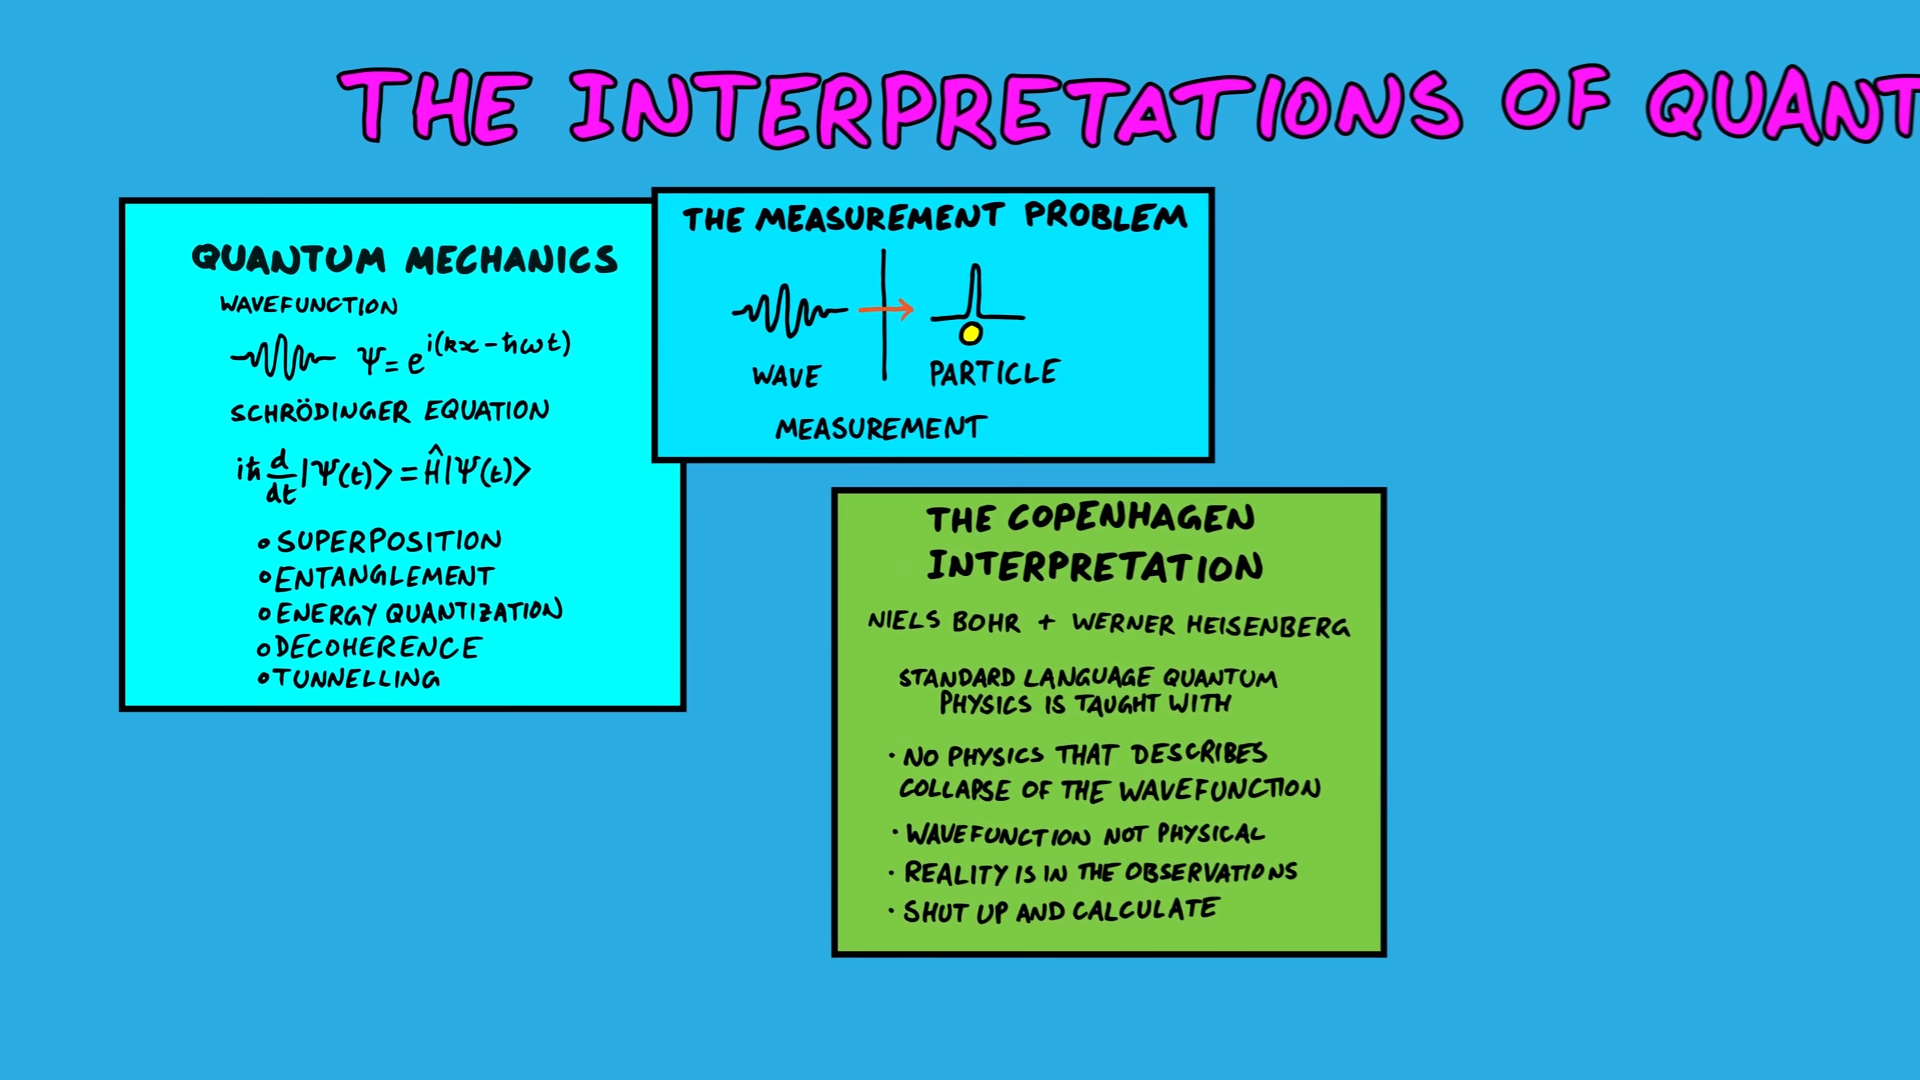 THE INTERPRETATIONS OF QUANT
QUANTUM MECHANICS
WAVEFUNCTION
Ψ = e^i(kx - ħωt)
SCHRÖDINGER EQUATION
iħ d/dt |Ψ(t)> = Ĥ|Ψ(t)>
• SUPERPOSITION
• ENTANGLEMENT
• ENERGY QUANTIZATION
• DECOHERENCE
• TUNNELLING
THE MEASUREMENT PROBLEM
WAVE PARTICLE
MEASUREMENT
THE COPENHAGEN
INTERPRETATION
NIELS BOHR + WERNER HEISENBERG
STANDARD LANGUAGE QUANTUM
PHYSICS IS TAUGHT WITH
· NO PHYSICS THAT DESCRIBES
COLLAPSE OF THE WAVEFUNCTION
· WAVEFUNCTION NOT PHYSICAL
· REALITY IS IN THE OBSERVATIONS
· SHUT UP AND CALCULATE